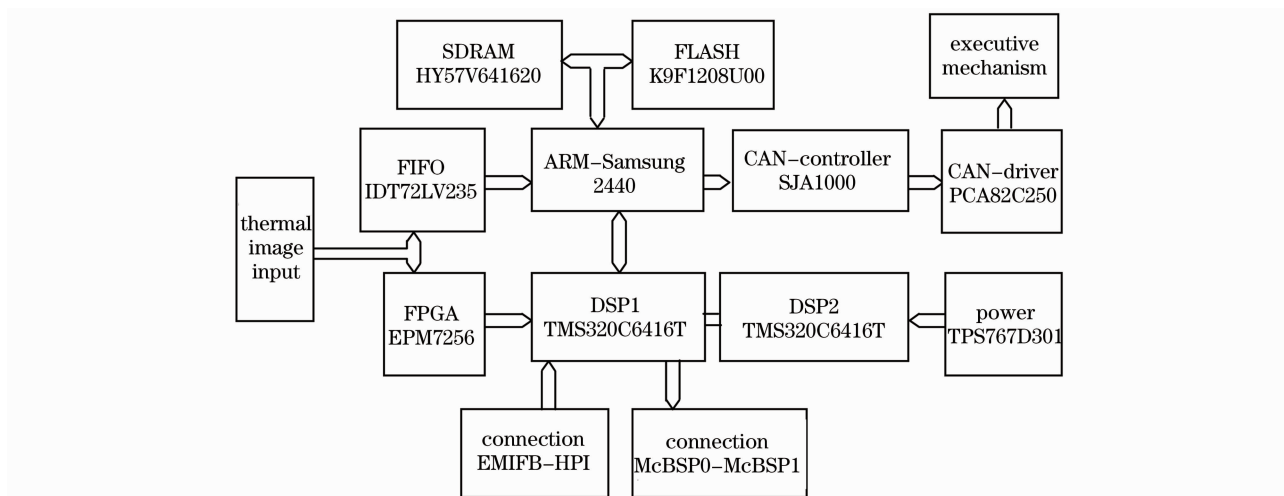 SDRAM
HY57V641620
FLASH
K9F1208U00
executive
mechanism
FIFO
IDT72LV235
ARM−Samsung
2440
CAN−controller
SJA1000
CAN−driver
PCA82C250
thermal
image
input
FPGA
EPM7256
DSP1
TMS320C6416T
DSP2
TMS320C6416T
power
TPS767D301
connection
EMIFB−HPI
connection
McBSP0−McBSP1